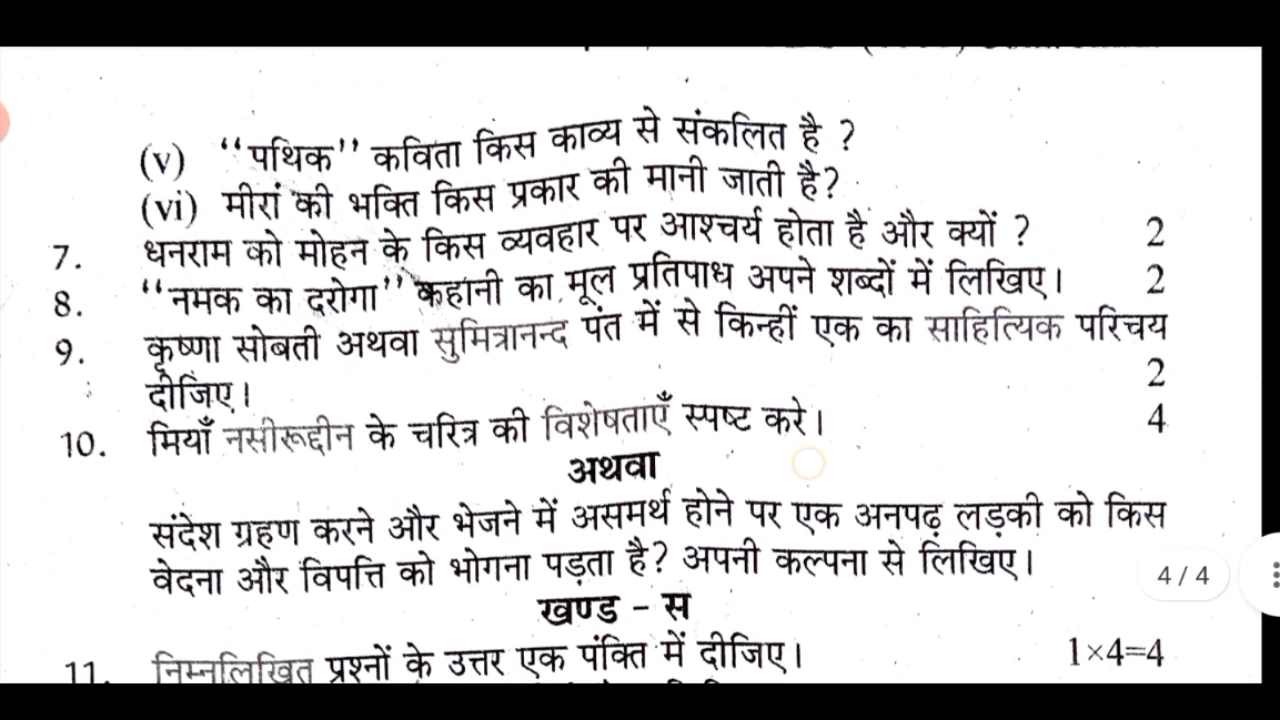 (v) “पथिक” कविता किस काव्य से संकलित है ?
(vi) मीरां की भक्ति किस प्रकार की मानी जाती है?
7. धनराम को मोहन के किस व्यवहार पर आश्चर्य होता है और क्यों ? 2
8. “नमक का दरोगा” कहानी का मूल प्रतिपाध अपने शब्दों में लिखिए। 2
9. कृष्णा सोबती अथवा सुमित्रानन्द पंत में से किन्हीं एक का साहित्यिक परिचय
दीजिए। 2
10. मियाँ नसीरूद्दीन के चरित्र की विशेषताएँ स्पष्ट करे। 4
अथवा
संदेश ग्रहण करने और भेजने में असमर्थ होने पर एक अनपढ़ लड़की को किस
वेदना और विपत्ति को भोगना पड़ता है? अपनी कल्पना से लिखिए।
4 / 4
खण्ड - स
11. निम्नलिखित प्रश्नों के उत्तर एक पंक्ति में दीजिए। 1×4=4